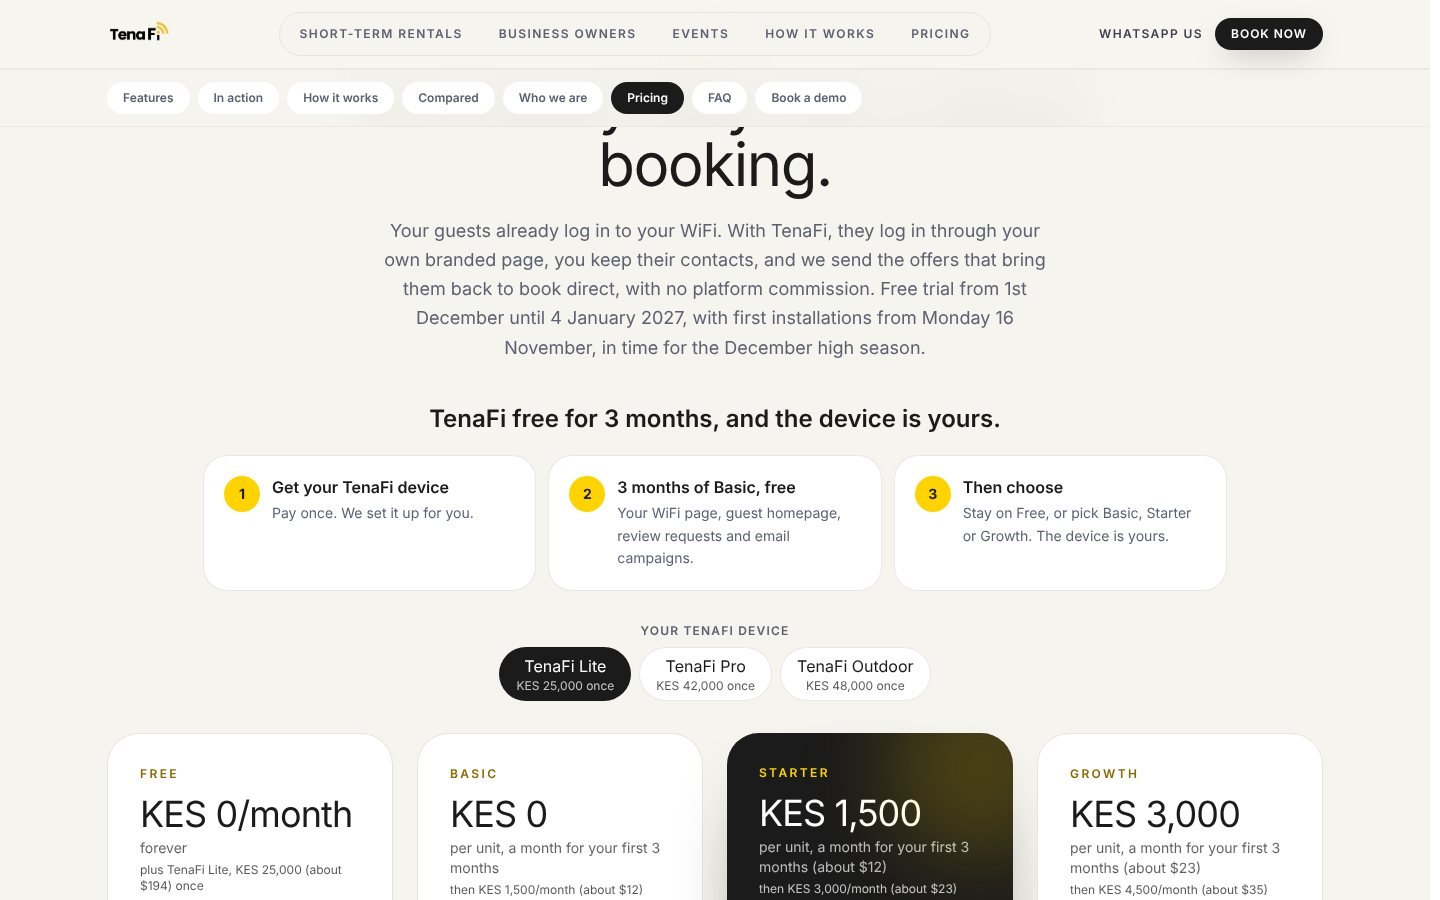 TenaFi
SHORT-TERM RENTALS
BUSINESS OWNERS
EVENTS
HOW IT WORKS
PRICING
WHATSAPP US
BOOK NOW
Features
In action
How it works
Compared
Who we are
Pricing
FAQ
Book a demo
booking.
Your guests already log in to your WiFi. With TenaFi, they log in through your
own branded page, you keep their contacts, and we send the offers that bring
them back to book direct, with no platform commission. Free trial from 1st
December until 4 January 2027, with first installations from Monday 16
November, in time for the December high season.
TenaFi free for 3 months, and the device is yours.
1
Get your TenaFi device
Pay once. We set it up for you.
2
3 months of Basic, free
Your WiFi page, guest homepage,
review requests and email
campaigns.
3
Then choose
Stay on Free, or pick Basic, Starter
or Growth. The device is yours.
YOUR TENAFI DEVICE
TenaFi Lite
KES 25,000 once
TenaFi Pro
KES 42,000 once
TenaFi Outdoor
KES 48,000 once
FREE
KES 0/month
forever
plus TenaFi Lite, KES 25,000 (about
$194) once
BASIC
KES 0
per unit, a month for your first 3
months
then KES 1,500/month (about $12)
STARTER
KES 1,500
per unit, a month for your first 3
months (about $12)
then KES 3,000/month (about $23)
GROWTH
KES 3,000
per unit, a month for your first 3
months (about $23)
then KES 4,500/month (about $35)